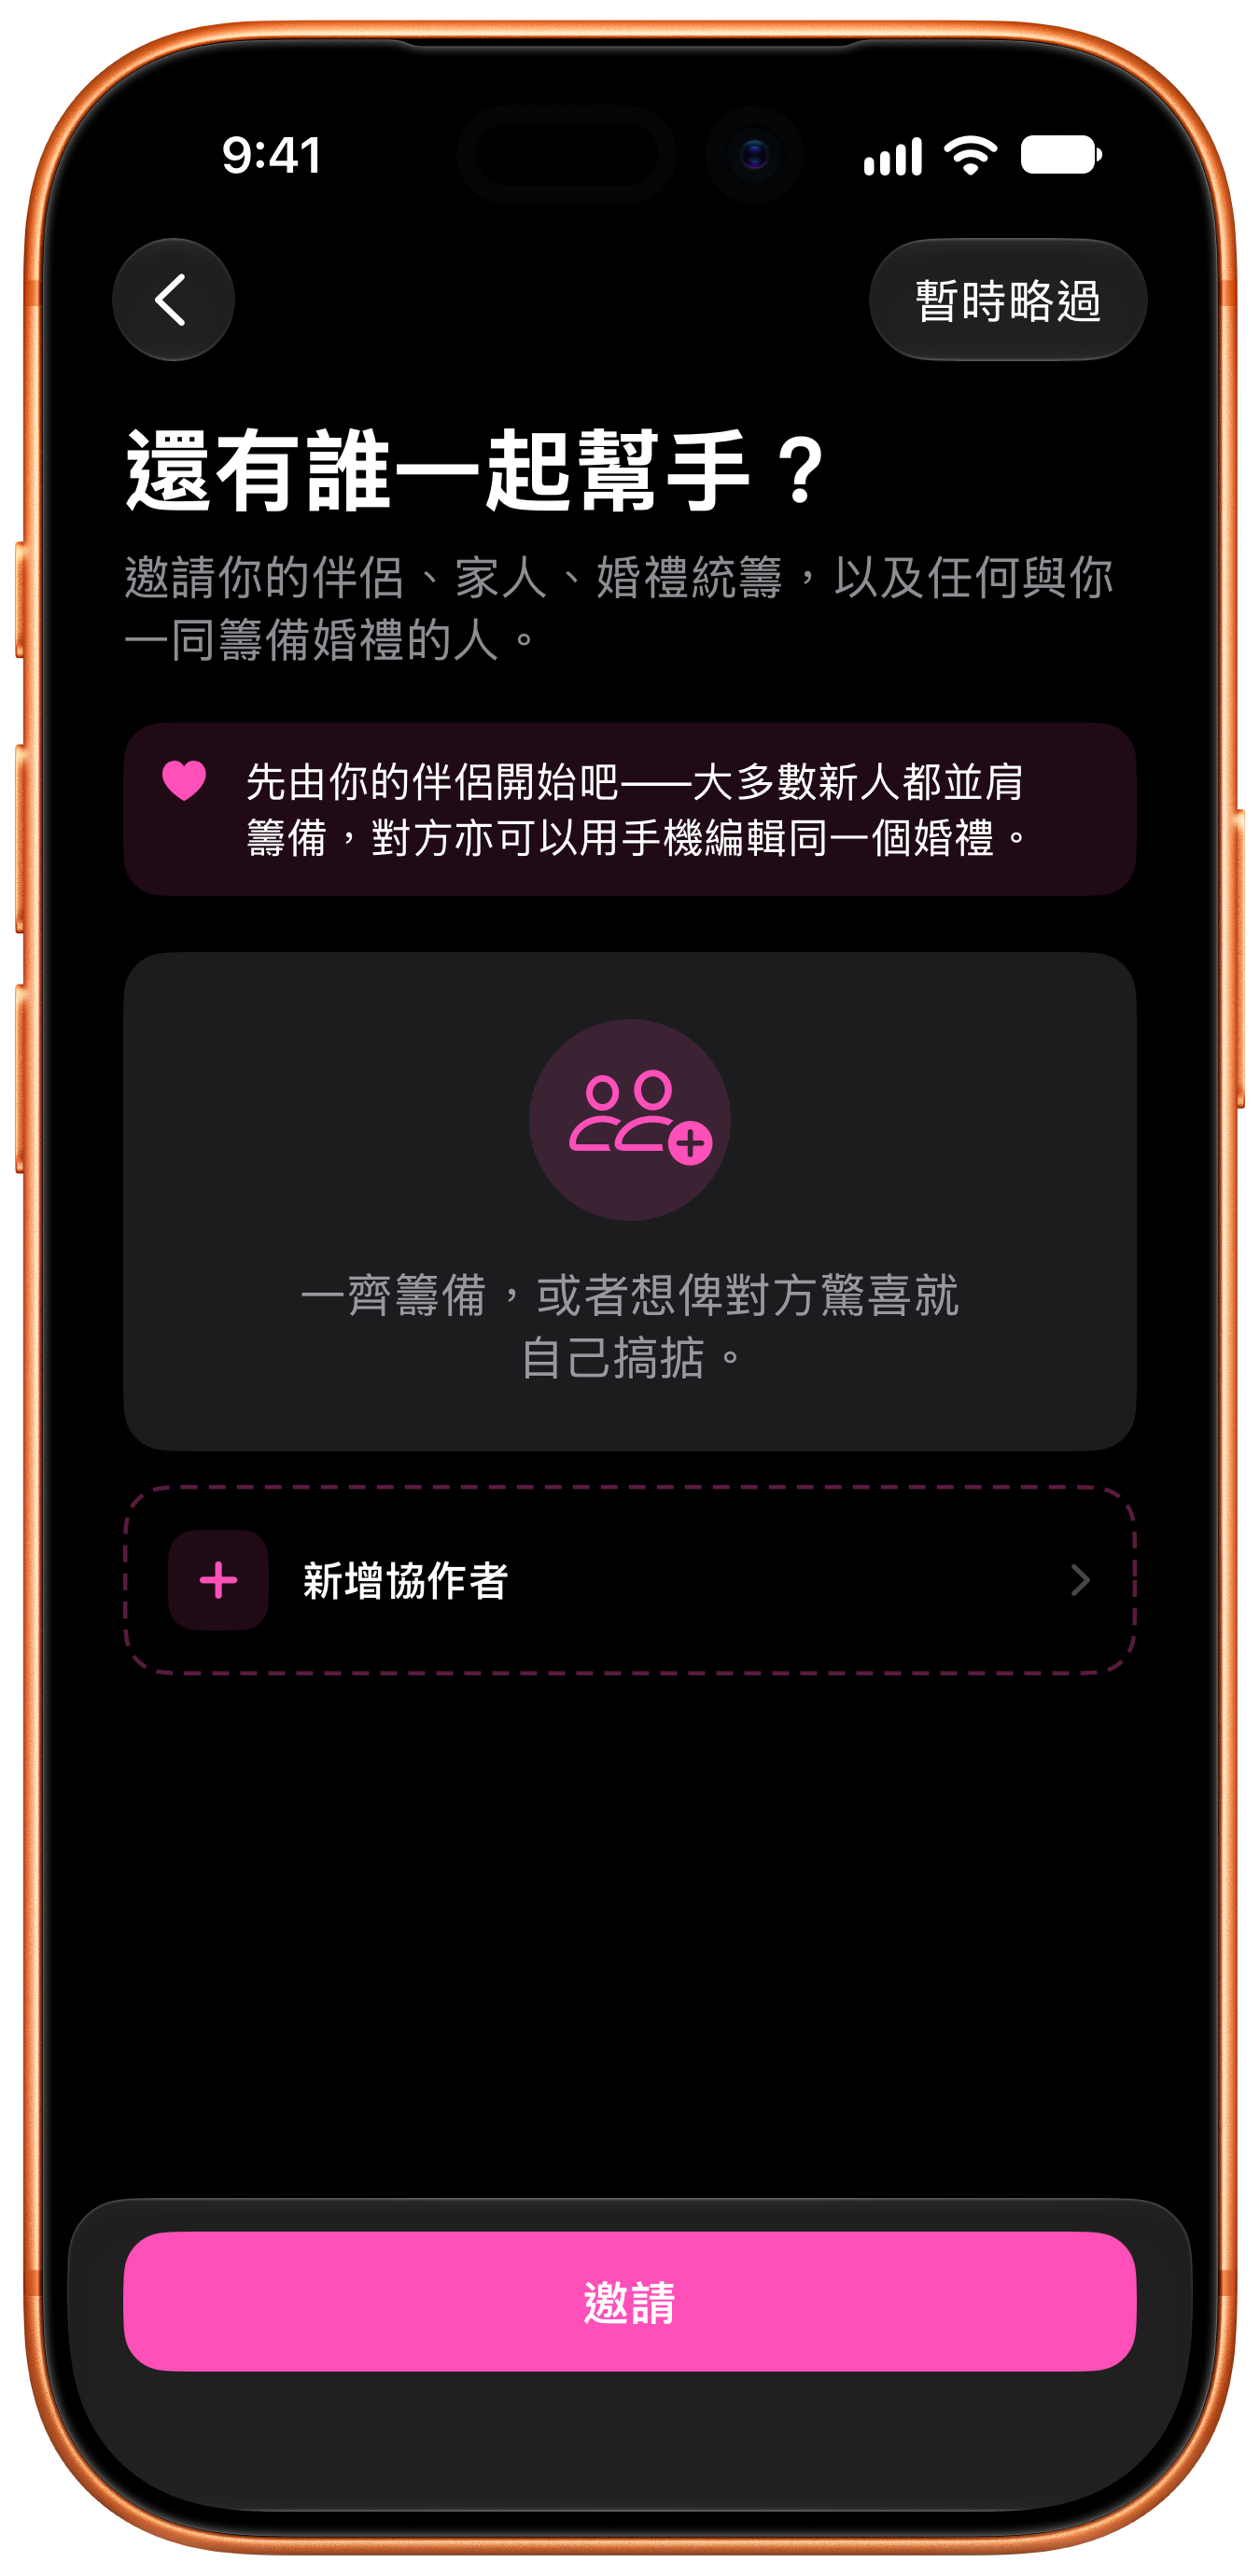 9:41
暫時略過
還有誰一起幫手？
邀請你的伴侶、家人、婚禮統籌，以及任何與你
一同籌備婚禮的人。
先由你的伴侶開始吧——大多數新人都並肩
籌備，對方亦可以用手機編輯同一個婚禮。
一齊籌備，或者想俾對方驚喜就
自己搞掂。
新增協作者
邀請